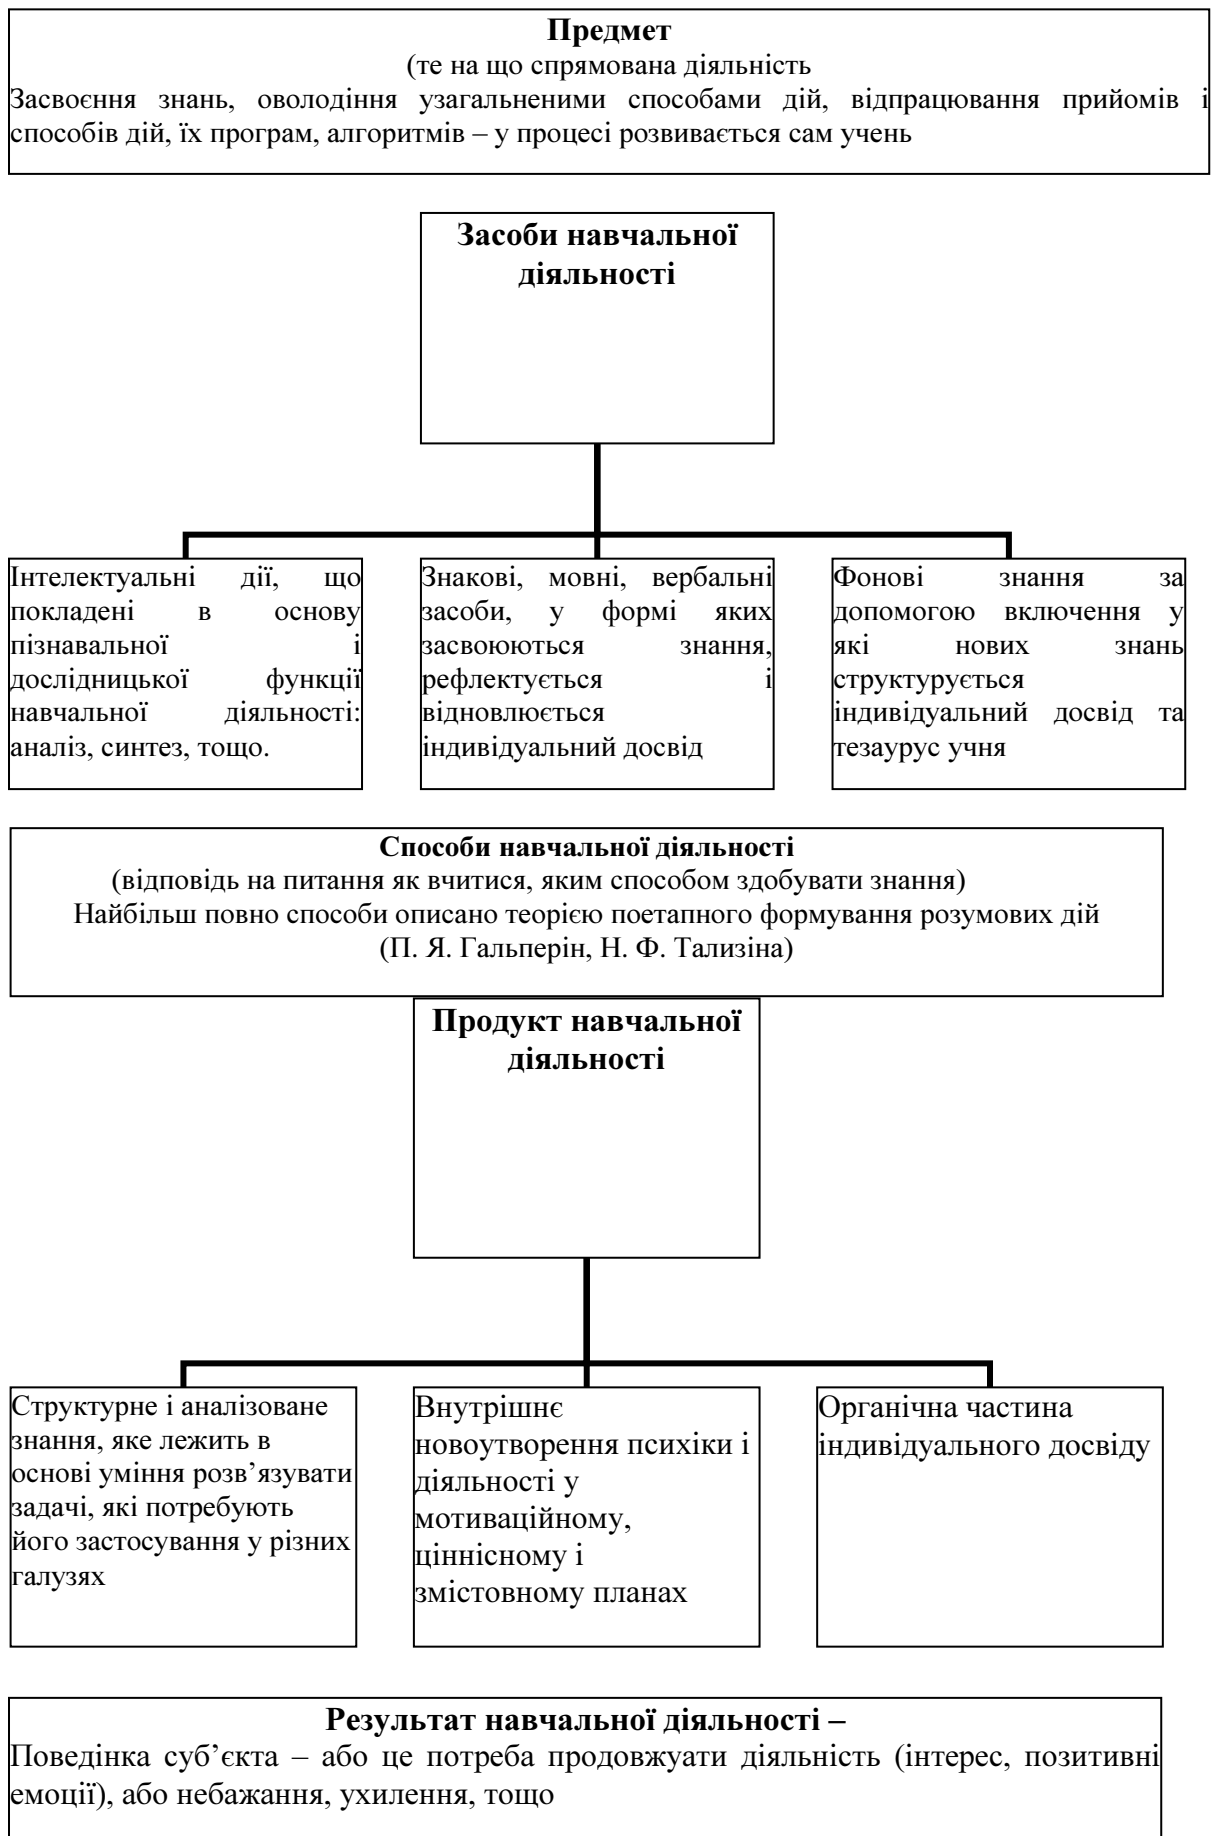 Предмет
(те на що спрямована діяльність
Засвоєння знань, оволодіння узагальненими способами дій, відпрацювання прийомів і
способів дій, їх програм, алгоритмів – у процесі розвивається сам учень
Засоби навчальної
діяльності
Інтелектуальні дії, що
покладені в основу
пізнавальної і
дослідницької функції
навчальної діяльності:
аналіз, синтез, тощо.
Знакові, мовні, вербальні
засоби, у формі яких
засвоюються знання,
рефлектується і
відновлюється
індивідуальний досвід
Фонові знання за
допомогою включення у
які нових знань
структурується
індивідуальний досвід та
тезаурус учня
Способи навчальної діяльності
(відповідь на питання як вчитися, яким способом здобувати знання)
Найбільш повно способи описано теорією поетапного формування розумових дій
(П. Я. Гальперін, Н. Ф. Тализіна)
Продукт навчальної
діяльності
Структурне і аналізоване
знання, яке лежить в
основі уміння розв’язувати
задачі, які потребують
його застосування у різних
галузях
Внутрішнє
новоутворення психіки і
діяльності у
мотиваційному,
ціннісному і
змістовному планах
Органічна частина
індивідуального досвіду
Результат навчальної діяльності –
Поведінка суб’єкта – або це потреба продовжуати діяльність (інтерес, позитивні
емоції), або небажання, ухилення, тощо